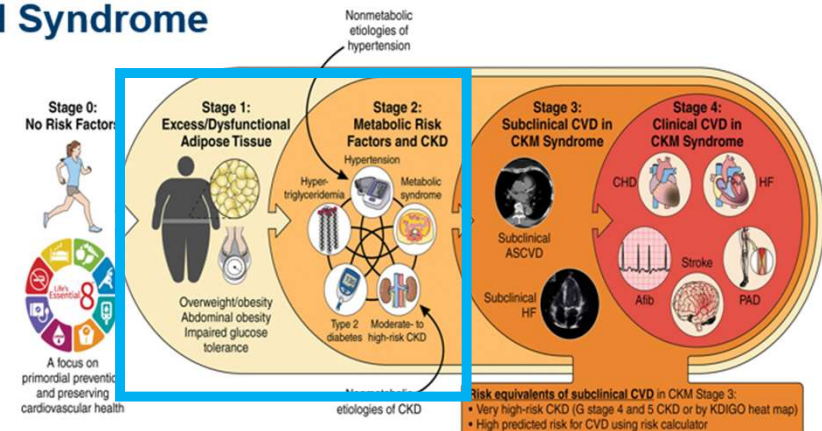 Syndrome
Nonmetabolic
etiologies of
hypertension
Stage 0:
No Risk Factors
Life's
Essential 8
A focus on
primordial prevention
and preserving
cardiovascular health
Stage 1:
Excess/Dysfunctional
Adipose Tissue
Overweight/obesity
Abdominal obesity
Impaired glucose
tolerance
Stage 2:
Metabolic Risk
Factors and CKD
Hypertension
Hyper-
triglyceridemia
Metabolic
syndrome
Type 2
diabetes
Moderate- to
high-risk CKD
Nonmetabolic
etiologies of CKD
Stage 3:
Subclinical CVD in
CKM Syndrome
Subclinical
ASCVD
Subclinical
HF
Stage 4:
Clinical CVD in
CKM Syndrome
CHD
HF
Stroke
Afib
PAD
Risk equivalents of subclinical CVD in CKM Stage 3:
• Very high-risk CKD (G stage 4 and 5 CKD or by KDIGO heat map)
• High predicted risk for CVD using risk calculator